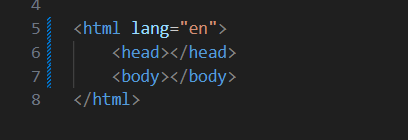 4
5 <html lang="en">
6 <head></head>
7 <body></body>
8 </html>